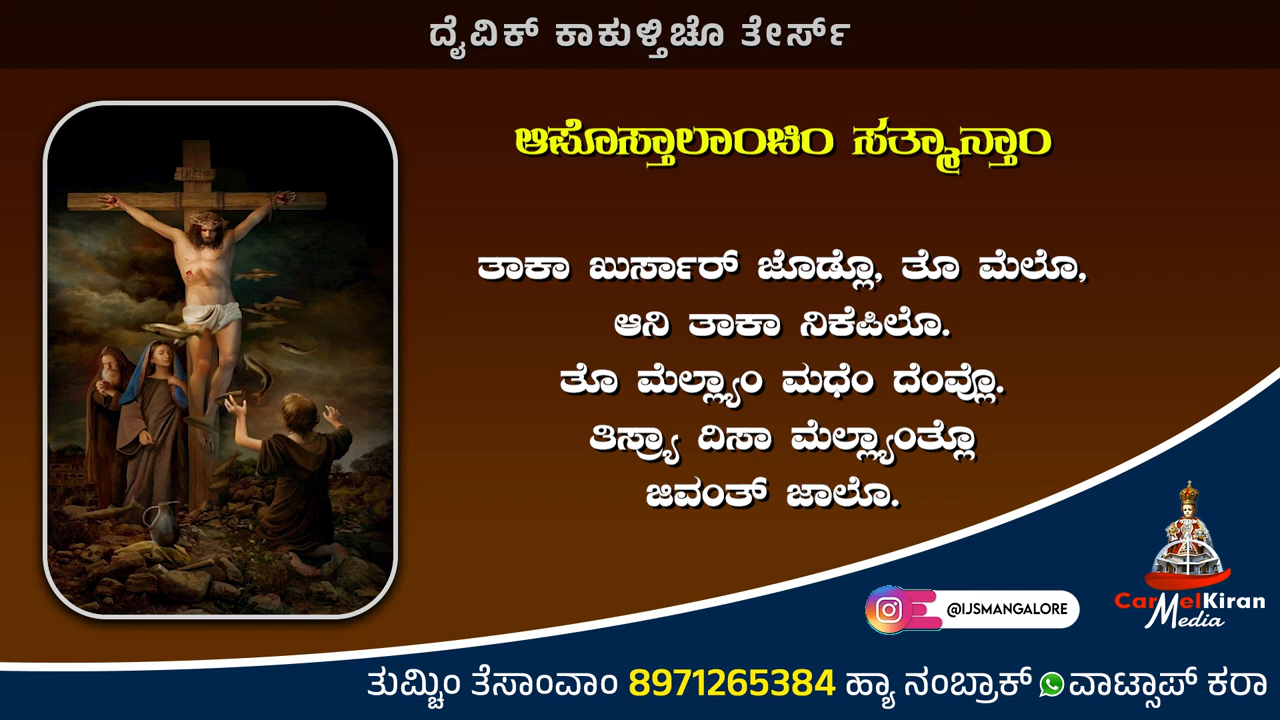 ದೈವಿಕ್ ಕಾಕುಳ್ತಿಚೊ ತೇರ್ಸ್
ಆಪೊಸ್ತಾಲಾಂಚಿಂ ಸತ್ಮಾನ್ತಾಂ
ತಾಕಾ ಖುರ್ಸಾರ್ ಜೊಡ್ಲೊ, ತೊ ಮೆಲೊ,
ಆನಿ ತಾಕಾ ನಿಕೆಪಿಲೊ.
ತೊ ಮೆಲ್ಲ್ಯಾಂ ಮಧೆಂ ದೆಂವ್ಲೊ.
ತಿಸ್ರ್ಯಾ ದಿಸಾ ಮೆಲ್ಲ್ಯಾಂತ್ಲೊ
ಜಿವಂತ್ ಜಾಲೊ.
@IJSMANGALORE
CarmelKiran
Media
ತುಮ್ಚಿಂ ತೆಸಾಂವಾಂ 8971265384 ಹ್ಯಾ ನಂಬ್ರಾಕ್ ವಾಟ್ಸಾಪ್ ಕರಾ